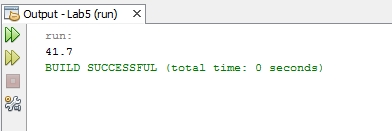 Output - Lab5 (run)
run:
41.7
BUILD SUCCESSFUL (total time: 0 seconds)